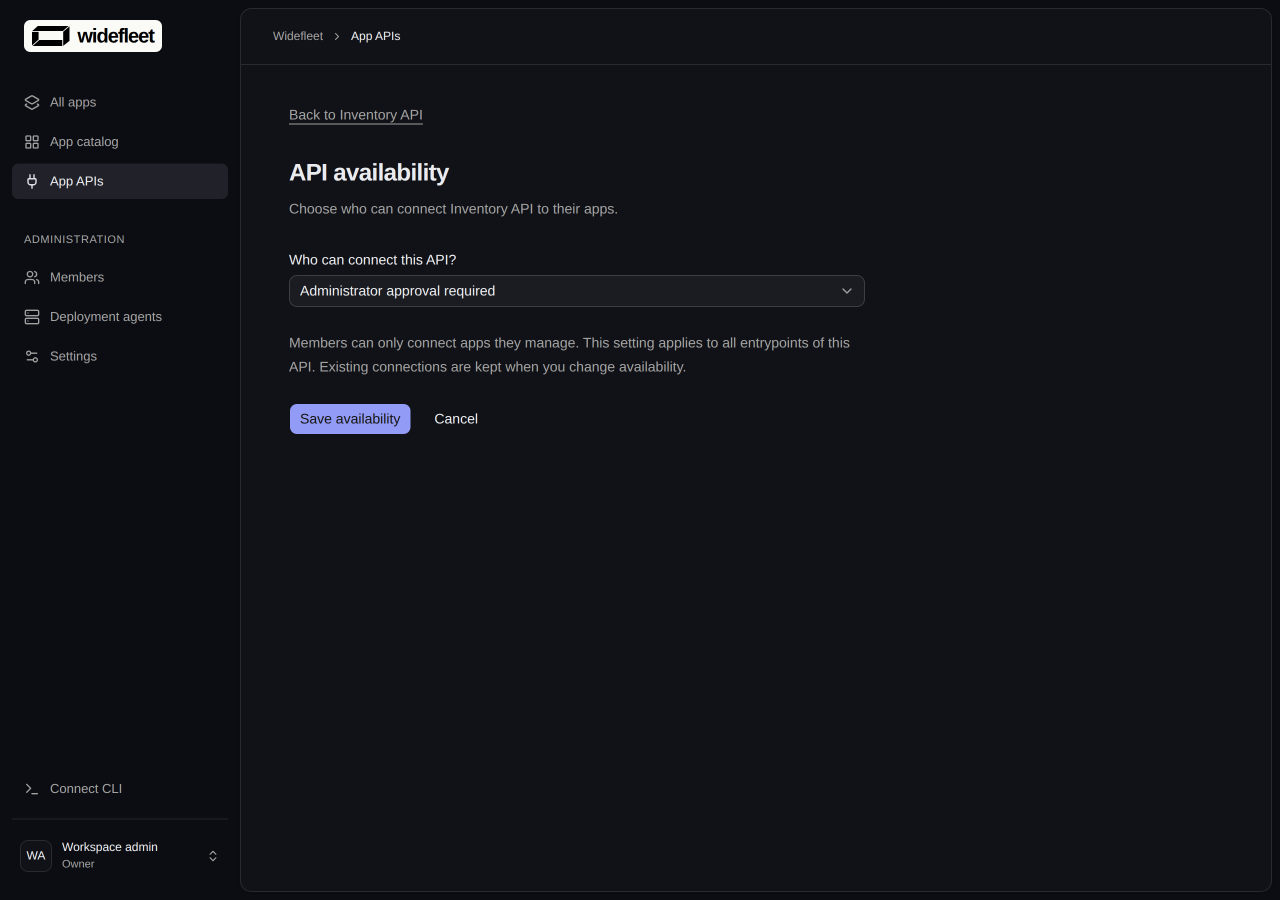 widefleet
All apps
App catalog
App APIs
ADMINISTRATION
Members
Deployment agents
Settings
Connect CLI
WA
Workspace admin
Owner
Widefleet
App APIs
Back to Inventory API
API availability
Choose who can connect Inventory API to their apps.
Who can connect this API?
Administrator approval required
Members can only connect apps they manage. This setting applies to all entrypoints of this
API. Existing connections are kept when you change availability.
Save availability
Cancel